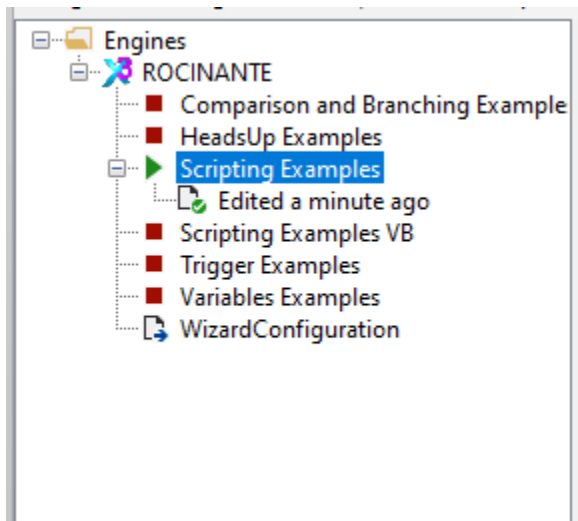 Engines
ROCINANTE
Comparison and Branching Example
HeadsUp Examples
Scripting Examples
Edited a minute ago
Scripting Examples VB
Trigger Examples
Variables Examples
WizardConfiguration